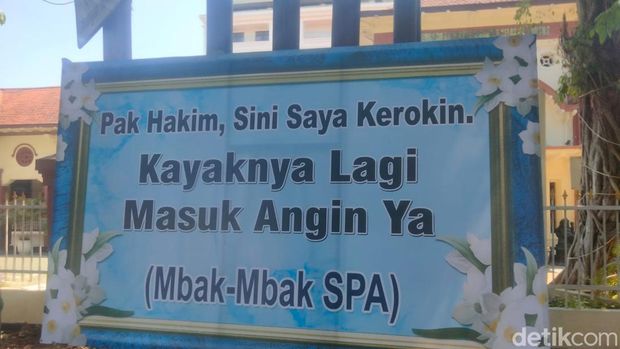 Pak Hakim, Sini Saya Kerokin.
Kayaknya Lagi
Masuk Angin Ya
(Mbak-Mbak SPA)
detikcom